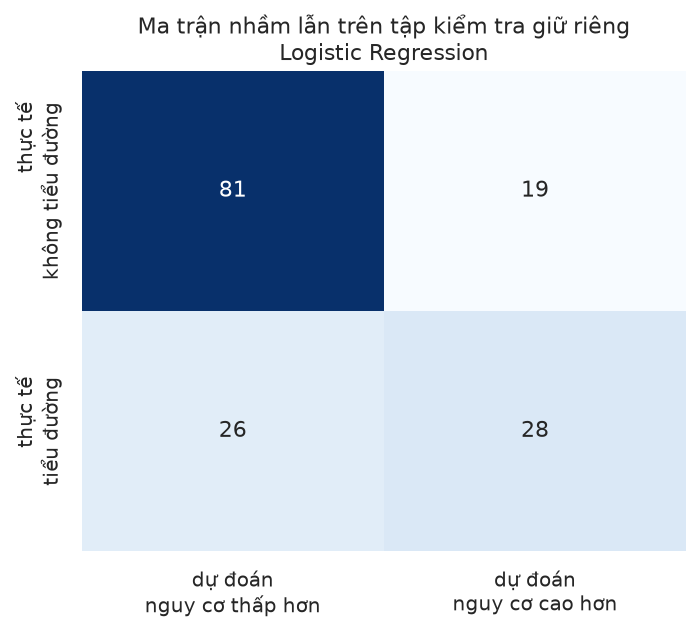 Ma trận nhầm lẫn trên tập kiểm tra giữ riêng
Logistic Regression
thực tế
không tiểu đường
81
19
thực tế
tiểu đường
26
28
dự đoán
nguy cơ thấp hơn
dự đoán
nguy cơ cao hơn